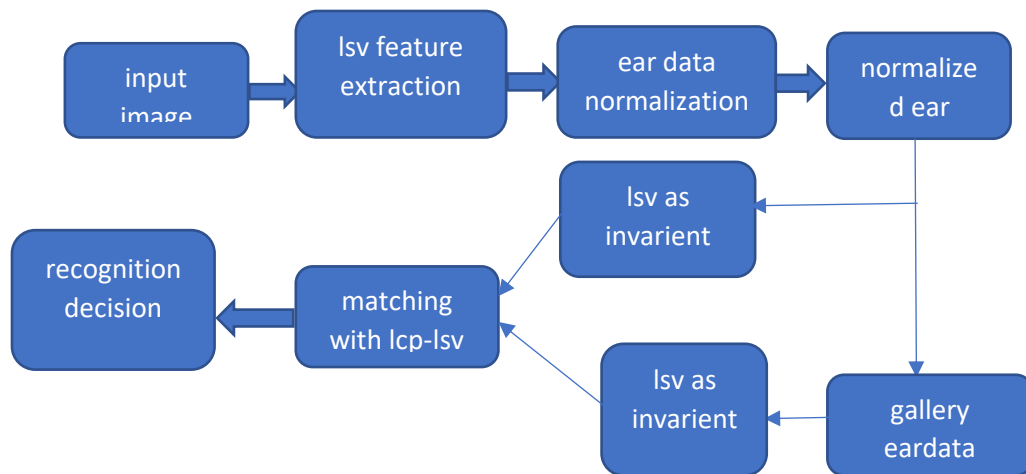 input
image
lsv feature
extraction
ear data
normalization
normalize
d ear
lsv as
invarient
recognition
decision
matching
with lcp-lsv
lsv as
invarient
gallery
eardata